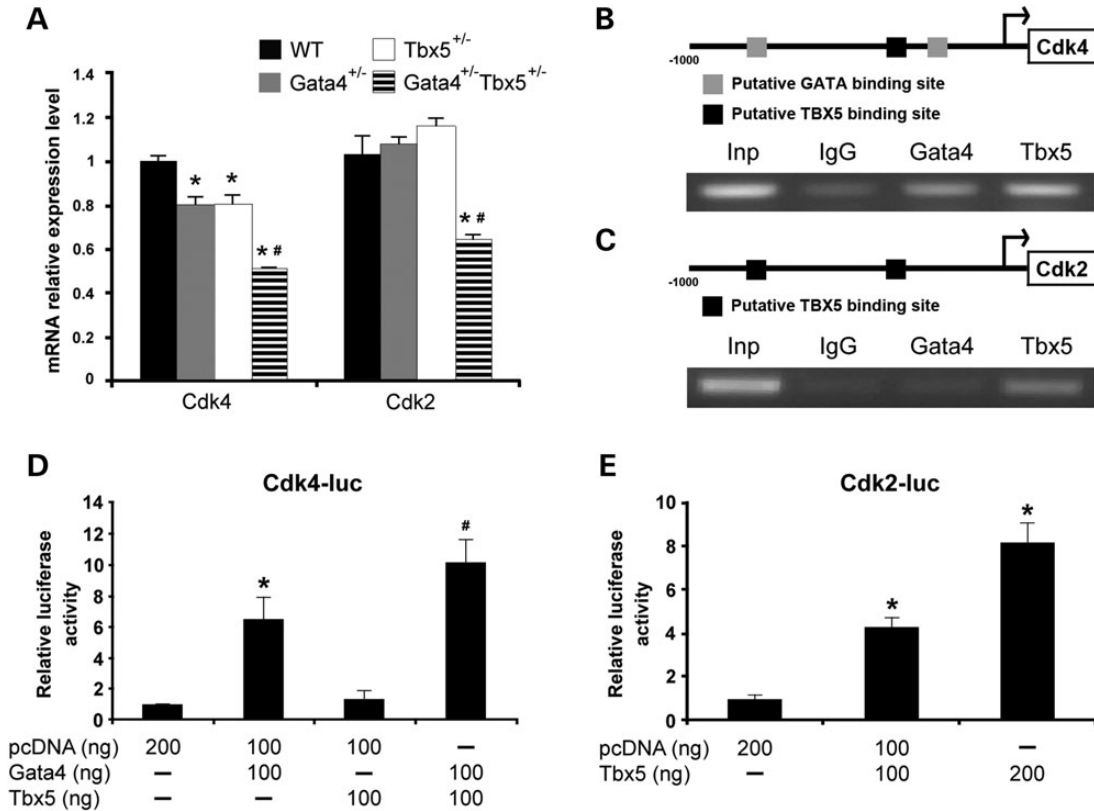 A
WT
Tbx5+/-
Gata4+/-
Gata4+/-Tbx5+/-
mRNA relative expression level
1.4
1.2
1
0.8
0.6
0.4
0.2
0
* * * #
* #
Cdk4 Cdk2
B
-1000
Cdk4
Putative GATA binding site
Putative TBX5 binding site
Inp IgG Gata4 Tbx5
C
-1000
Cdk2
Putative TBX5 binding site
Inp IgG Gata4 Tbx5
D
Cdk4-luc
Relative luciferase
activity
14
12
10
8
6
4
2
0
* #
pcDNA (ng) 200 100 100 —
Gata4 (ng) — 100 — 100
Tbx5 (ng) — — 100 100
E
Cdk2-luc
Relative luciferase
activity
10
8
6
4
2
0
* *
pcDNA (ng) 200 100 —
Tbx5 (ng) — 100 200